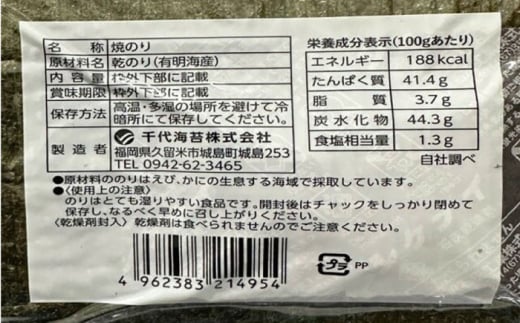 名称 焼のり
原材料名 乾のり(有明海産)
内容量 枠外下部に記載
賞味期限 枠外下部に記載
保存方法 高温・多湿の場所を避けて冷
暗所にて保存してください。
製造者 千代海苔株式会社
福岡県久留米市城島町城島253
TEL 0942-62-3465
栄養成分表示(100gあたり)
エネルギー 188kcal
たんぱく質 41.4g
脂質 3.7g
炭水化物 44.3g
食塩相当量 1.3g
自社調べ
●原材料ののりはえび、かにの生息する海域で採取しています。
●〈使用上の注意〉
のりはとても湿りやすい食品です。開封後はチャックをしっかり閉めて
保存し、なるべく早めに召し上がりください。
〈乾燥剤封入〉乾燥剤は食べられませんのでご注意ください。
4 962383 214954
プラ PP